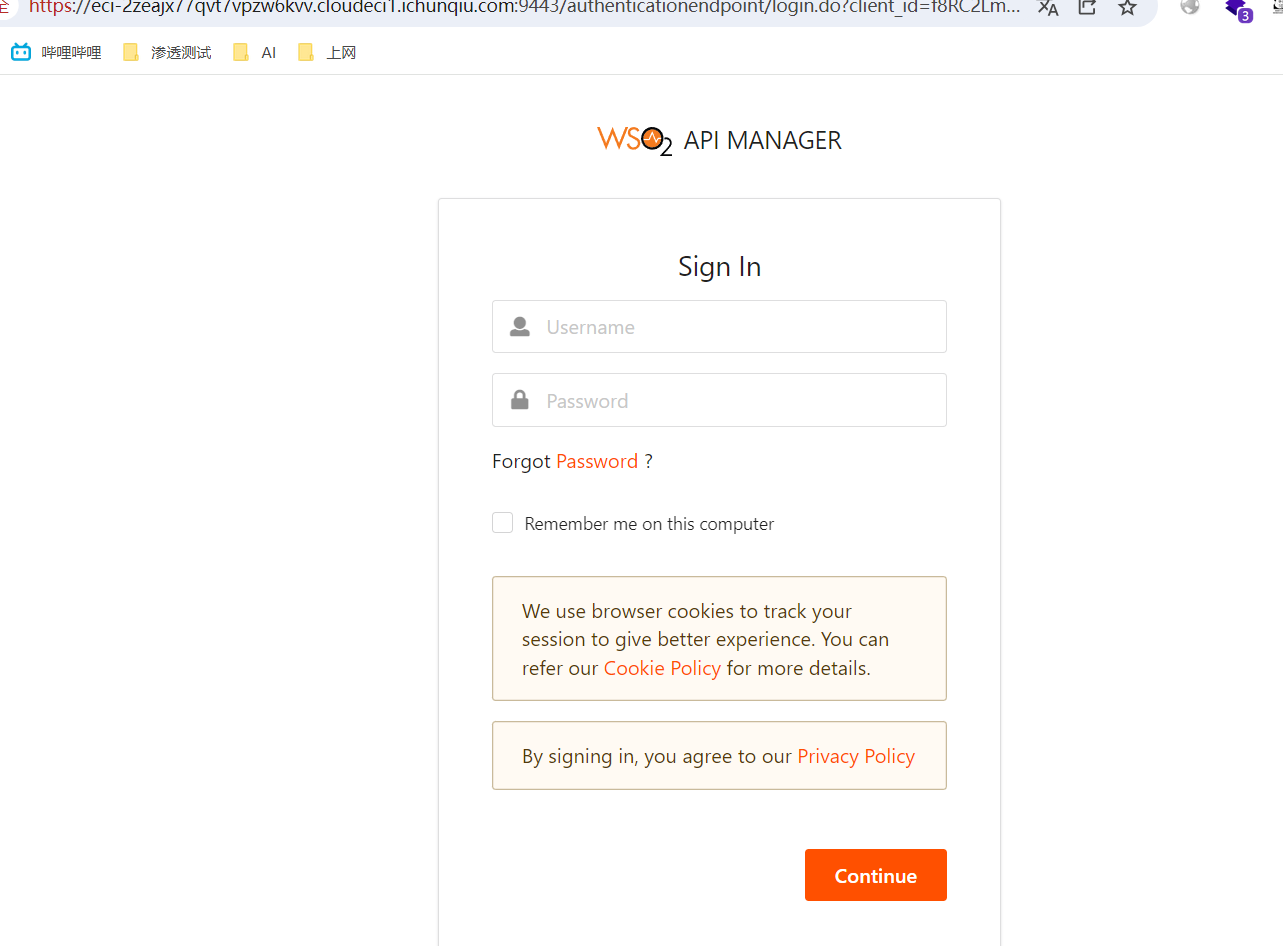 https://eci-2zeajx77qvt7vpzw6kvv.cloudeci1.ichunqiu.com:9443/authenticationendpoint/login.do?client_id=f8RC2Lm...
3
哔哩哔哩 渗透测试 AI 上网
WSO2 API MANAGER
Sign In
Username
Password
Forgot Password ?
Remember me on this computer
We use browser cookies to track your
session to give better experience. You can
refer our Cookie Policy for more details.
By signing in, you agree to our Privacy Policy
Continue